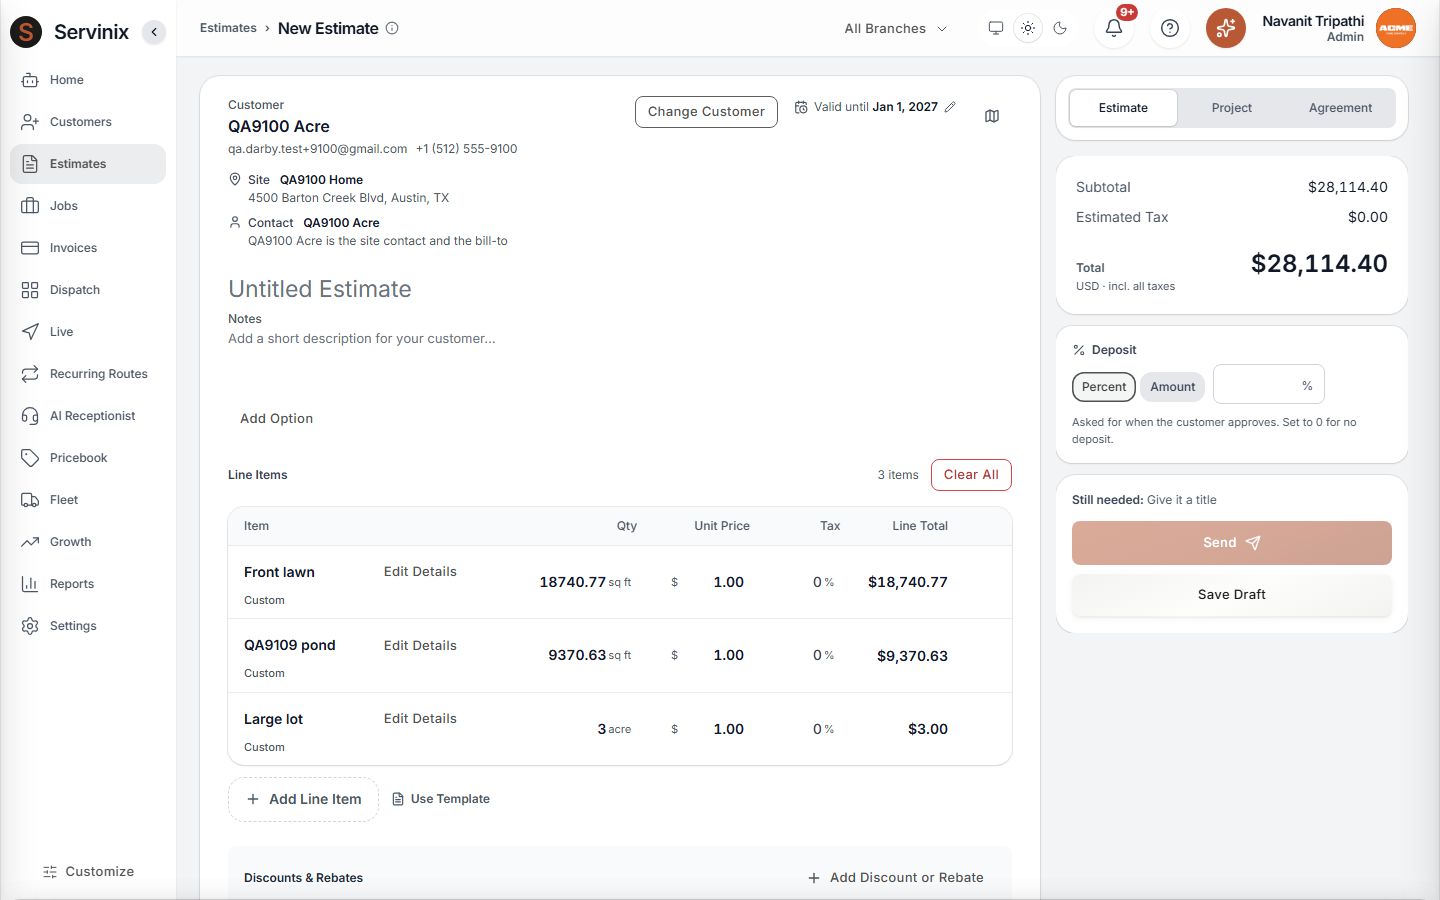 Servinix
Home
Customers
Estimates
Jobs
Invoices
Dispatch
Live
Recurring Routes
AI Receptionist
Pricebook
Fleet
Growth
Reports
Settings
Customize
Estimates › New Estimate
All Branches
9+
Navanit Tripathi
Admin
ACME
Customer
QA9100 Acre
qa.darby.test+9100@gmail.com +1 (512) 555-9100
Change Customer
Valid until Jan 1, 2027
Site QA9100 Home
4500 Barton Creek Blvd, Austin, TX
Contact QA9100 Acre
QA9100 Acre is the site contact and the bill-to
Untitled Estimate
Notes
Add a short description for your customer...
Add Option
Line Items
3 items
Clear All
Item Qty Unit Price Tax Line Total
Front lawn Edit Details 18740.77 sq ft $ 1.00 0 % $18,740.77
Custom
QA9109 pond Edit Details 9370.63 sq ft $ 1.00 0 % $9,370.63
Custom
Large lot Edit Details 3 acre $ 1.00 0 % $3.00
Custom
+ Add Line Item
Use Template
Discounts & Rebates
+ Add Discount or Rebate
Estimate Project Agreement
Subtotal $28,114.40
Estimated Tax $0.00
Total $28,114.40
USD · incl. all taxes
% Deposit
Percent Amount %
Asked for when the customer approves. Set to 0 for no
deposit.
Still needed: Give it a title
Send
Save Draft